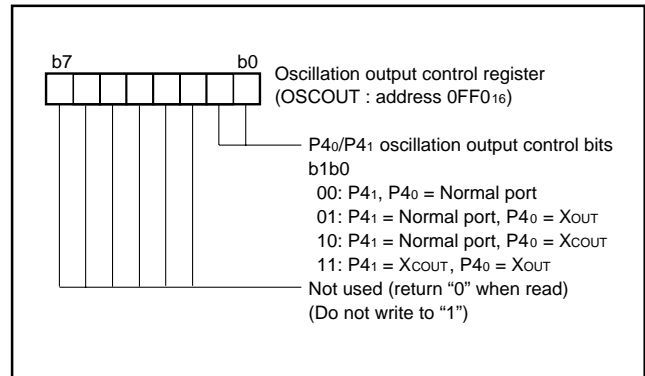 b7 b0
Oscillation output control register
(OSCOUT : address 0FF016)
P40/P41 oscillation output control bits
b1b0
00: P41, P40 = Normal port
01: P41 = Normal port, P40 = XOUT
10: P41 = Normal port, P40 = XCOUT
11: P41 = XCOUT, P40 = XOUT
Not used (return “0” when read)
(Do not write to “1”)